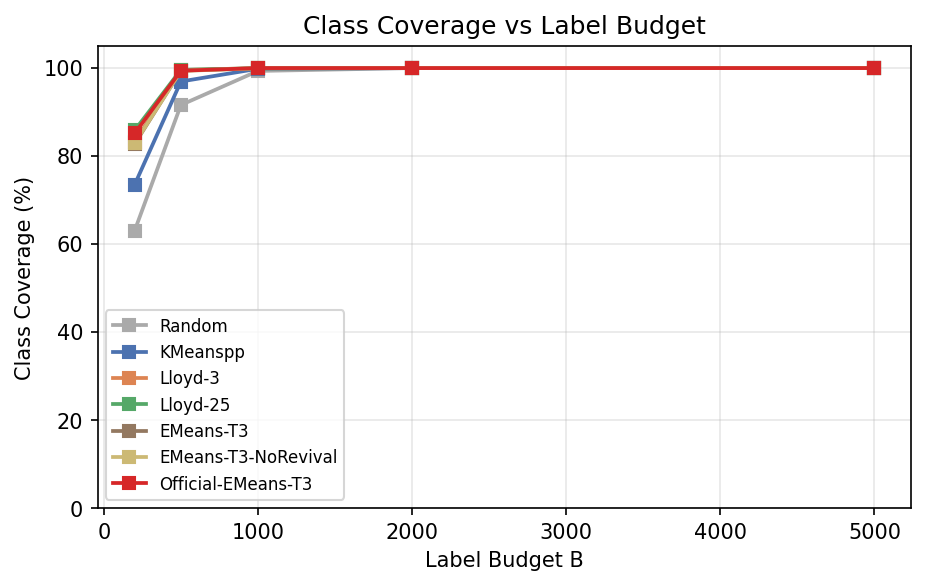 Class Coverage vs Label Budget
Class Coverage (%)
100
80
60
40
20
0
Random
KMeanspp
Lloyd-3
Lloyd-25
EMeans-T3
EMeans-T3-NoRevival
Official-EMeans-T3
0 1000 2000 3000 4000 5000
Label Budget B